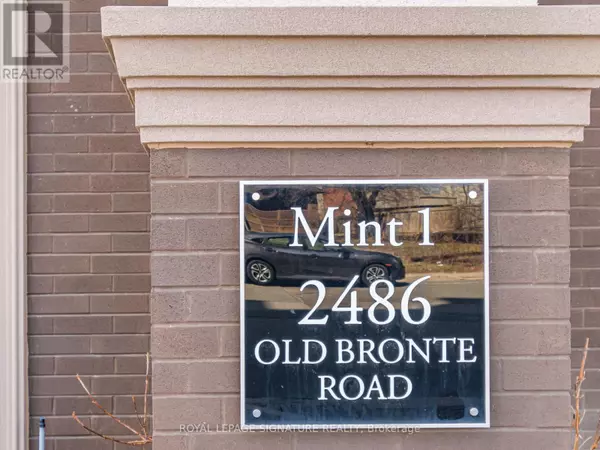 R
REALTOR®
Mint 1
2486
OLD BRONTE
ROAD
ROYAL LEPAGE SIGNATURE REALTY, Brokerage